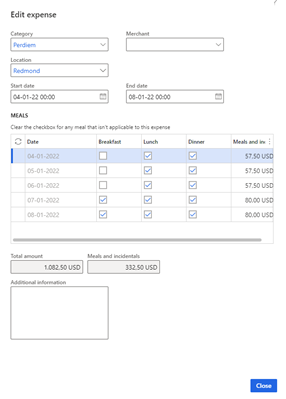 Edit expense
Category Merchant
Perdiem
Location
Redmond
Start date End date
04-01-22 00:00 08-01-22 00:00
MEALS
Clear the checkbox for any meal that isn't applicable to this expense
Date Breakfast Lunch Dinner Meals and inc
04-01-2022 57.50 USD
05-01-2022 57.50 USD
06-01-2022 57.50 USD
07-01-2022 80.00 USD
08-01-2022 80.00 USD
Total amount Meals and incidentals
1.082.50 USD 332.50 USD
Additional information
Close